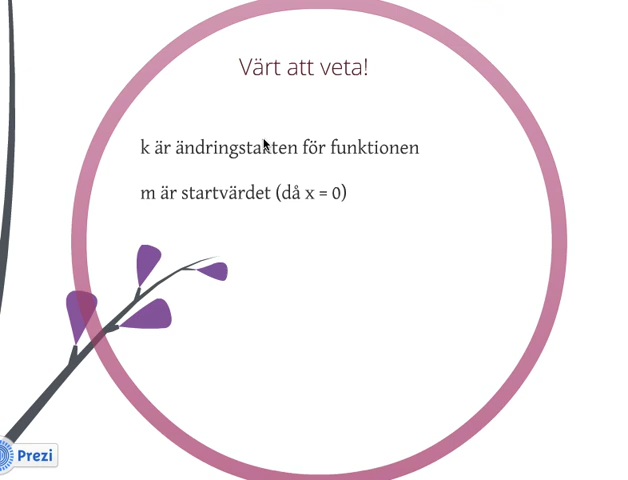 Värt att veta!
k är ändringstakten för funktionen
m är startvärdet (då x = 0)
Prezi